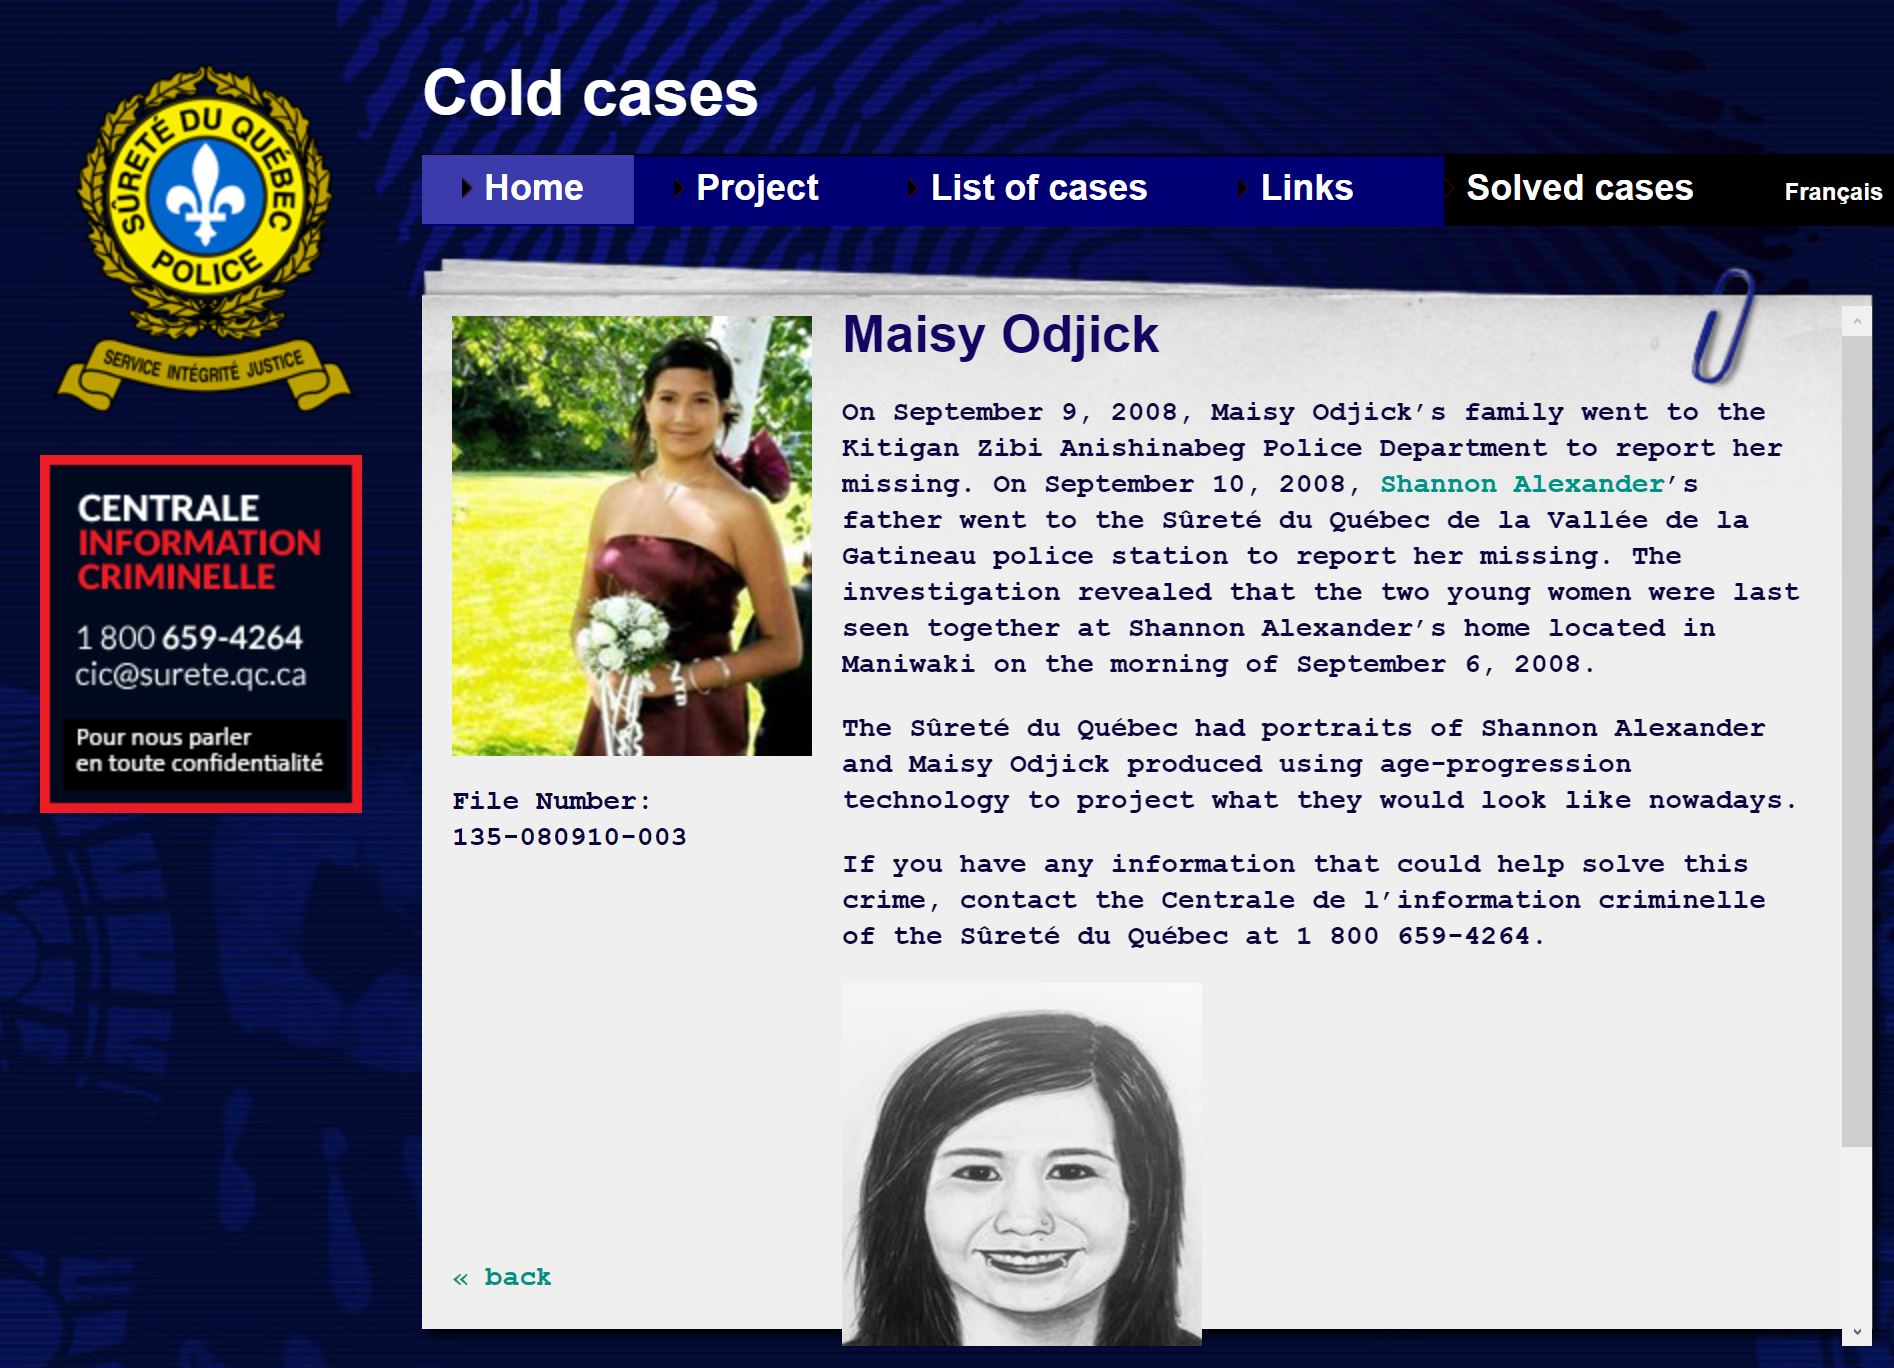 SÛRETÉ DU QUÉBEC
POLICE
SERVICE INTÉGRITÉ JUSTICE
CENTRALE
INFORMATION
CRIMINELLE
1 800 659-4264
cic@surete.qc.ca
Pour nous parler
en toute confidentialité
Cold cases
Home
Project
List of cases
Links
Solved cases
Français
File Number:
135-080910-003
« back
Maisy Odjick
On September 9, 2008, Maisy Odjick’s family went to the
Kitigan Zibi Anishinabeg Police Department to report her
missing. On September 10, 2008, Shannon Alexander’s
father went to the Sûreté du Québec de la Vallée de la
Gatineau police station to report her missing. The
investigation revealed that the two young women were last
seen together at Shannon Alexander’s home located in
Maniwaki on the morning of September 6, 2008.
The Sûreté du Québec had portraits of Shannon Alexander
and Maisy Odjick produced using age-progression
technology to project what they would look like nowadays.
If you have any information that could help solve this
crime, contact the Centrale de l’information criminelle
of the Sûreté du Québec at 1 800 659-4264.